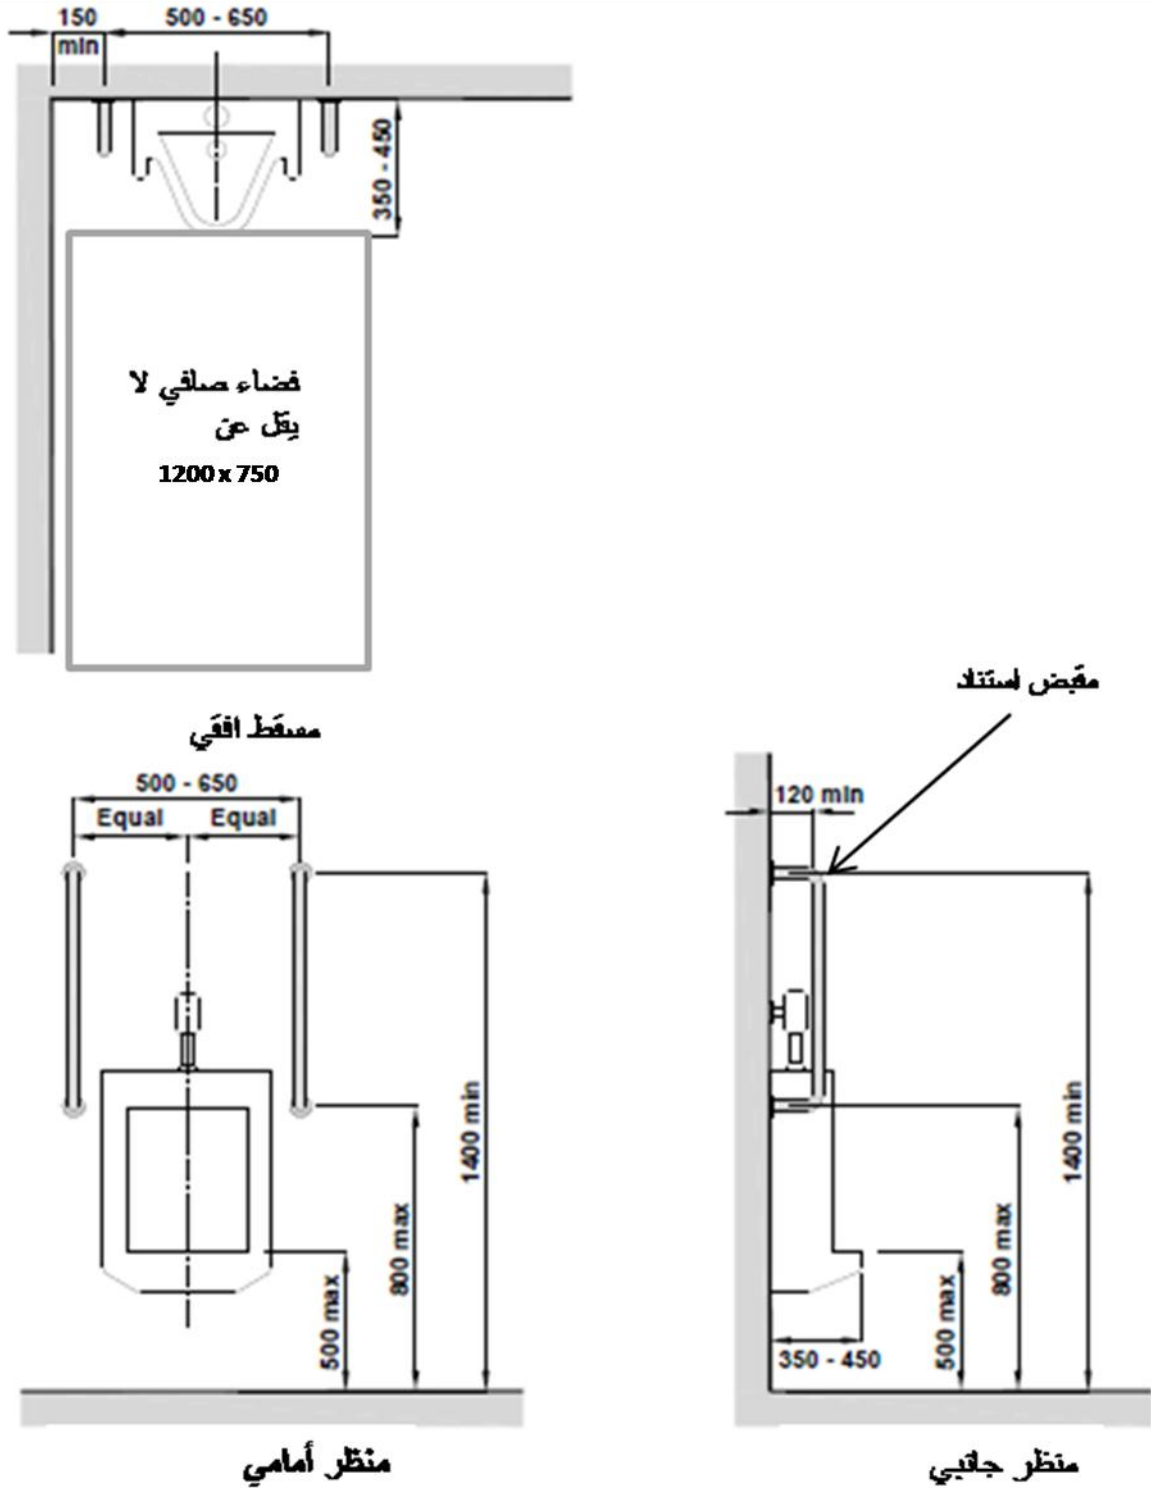 150
min
500 - 650
350 - 450
فضاء صافي لا
يقل عن
1200 x 750
مسقط افقي
مقبض استناد
500 - 650
Equal
Equal
1400 min
800 max
500 max
منظر أمامي
120 min
1400 min
800 max
500 max
350 - 450
منظر جانبي